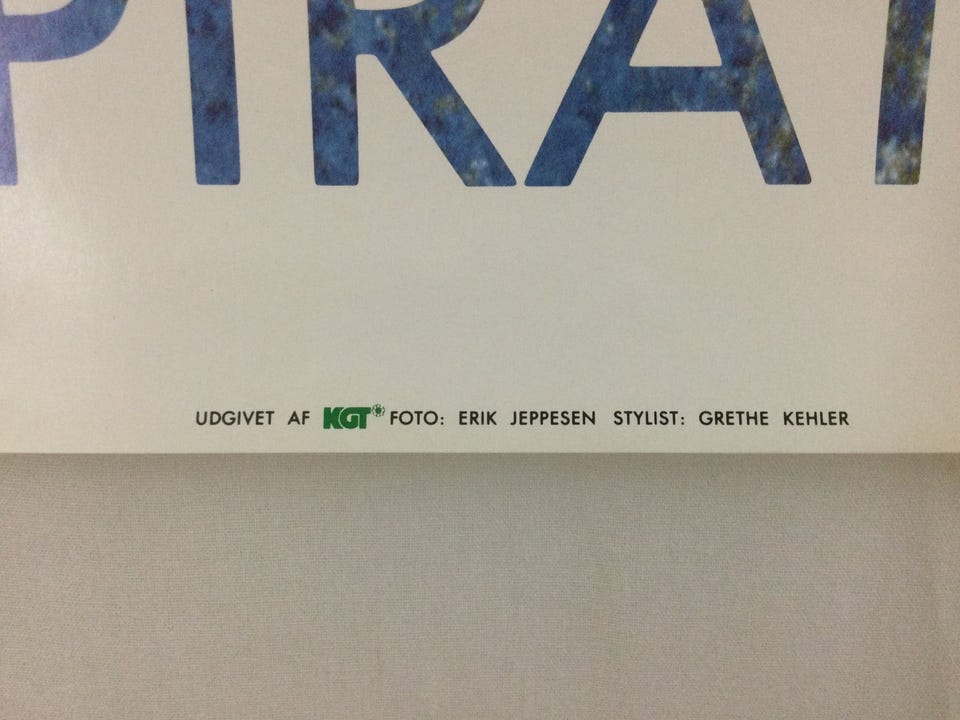 PIRAT
UDGIVET AF KGT FOTO: ERIK JEPPESEN STYLIST: GRETHE KEHLER